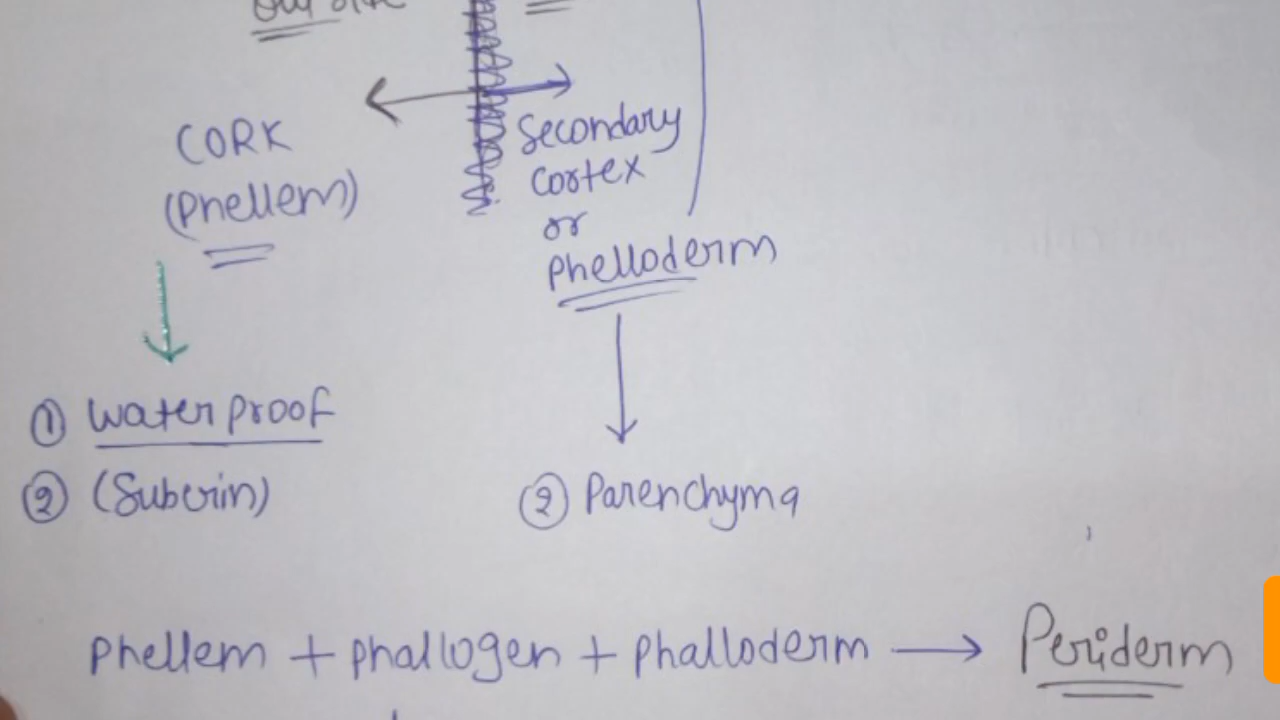 CORK
(Phellem)
Secondary
cortex
or
Phelloderm
① Water proof
② (Suberin)
② Parenchyma
Phellem + phallogen + phalloderm → Periderm